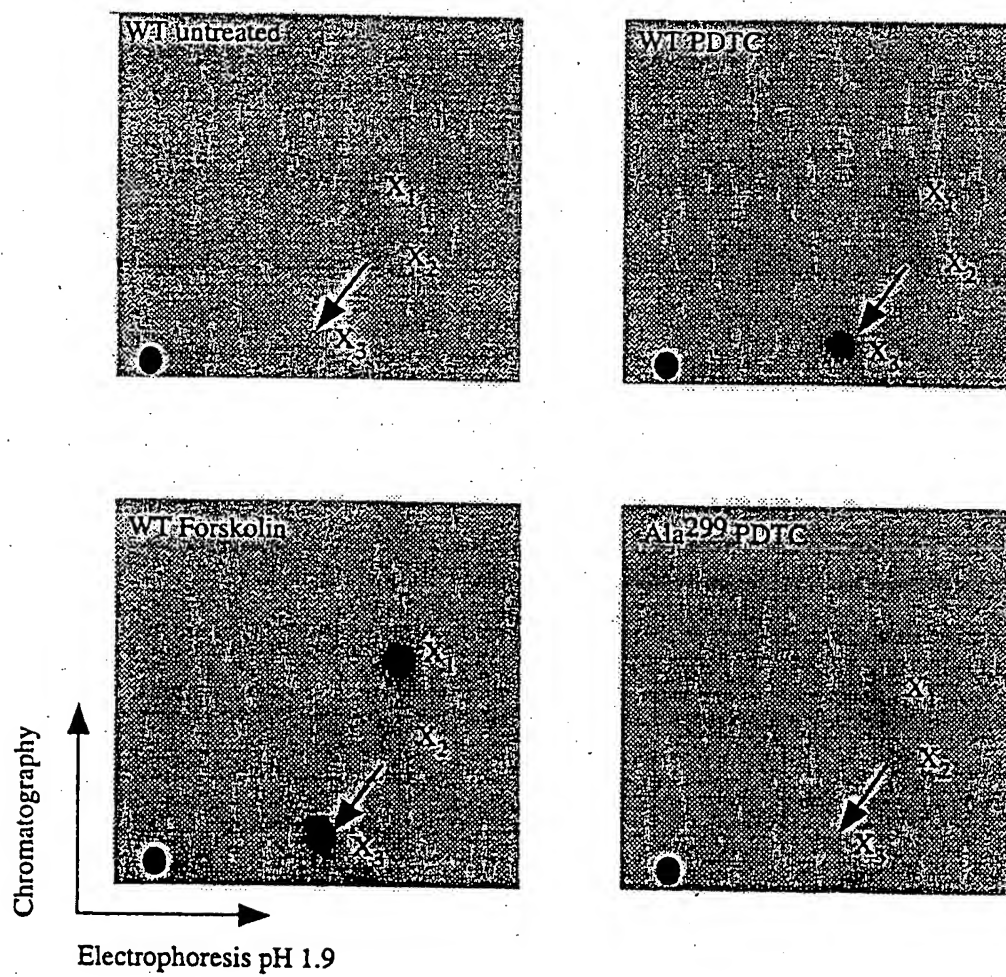 WT untreated
X1
X2
X3
WT PDTC
X1
X2
X3
WT Forskolin
X1
X2
X3
Ala299 PDTC
X
X2
X3
Chromatography
Electrophoresis pH 1.9